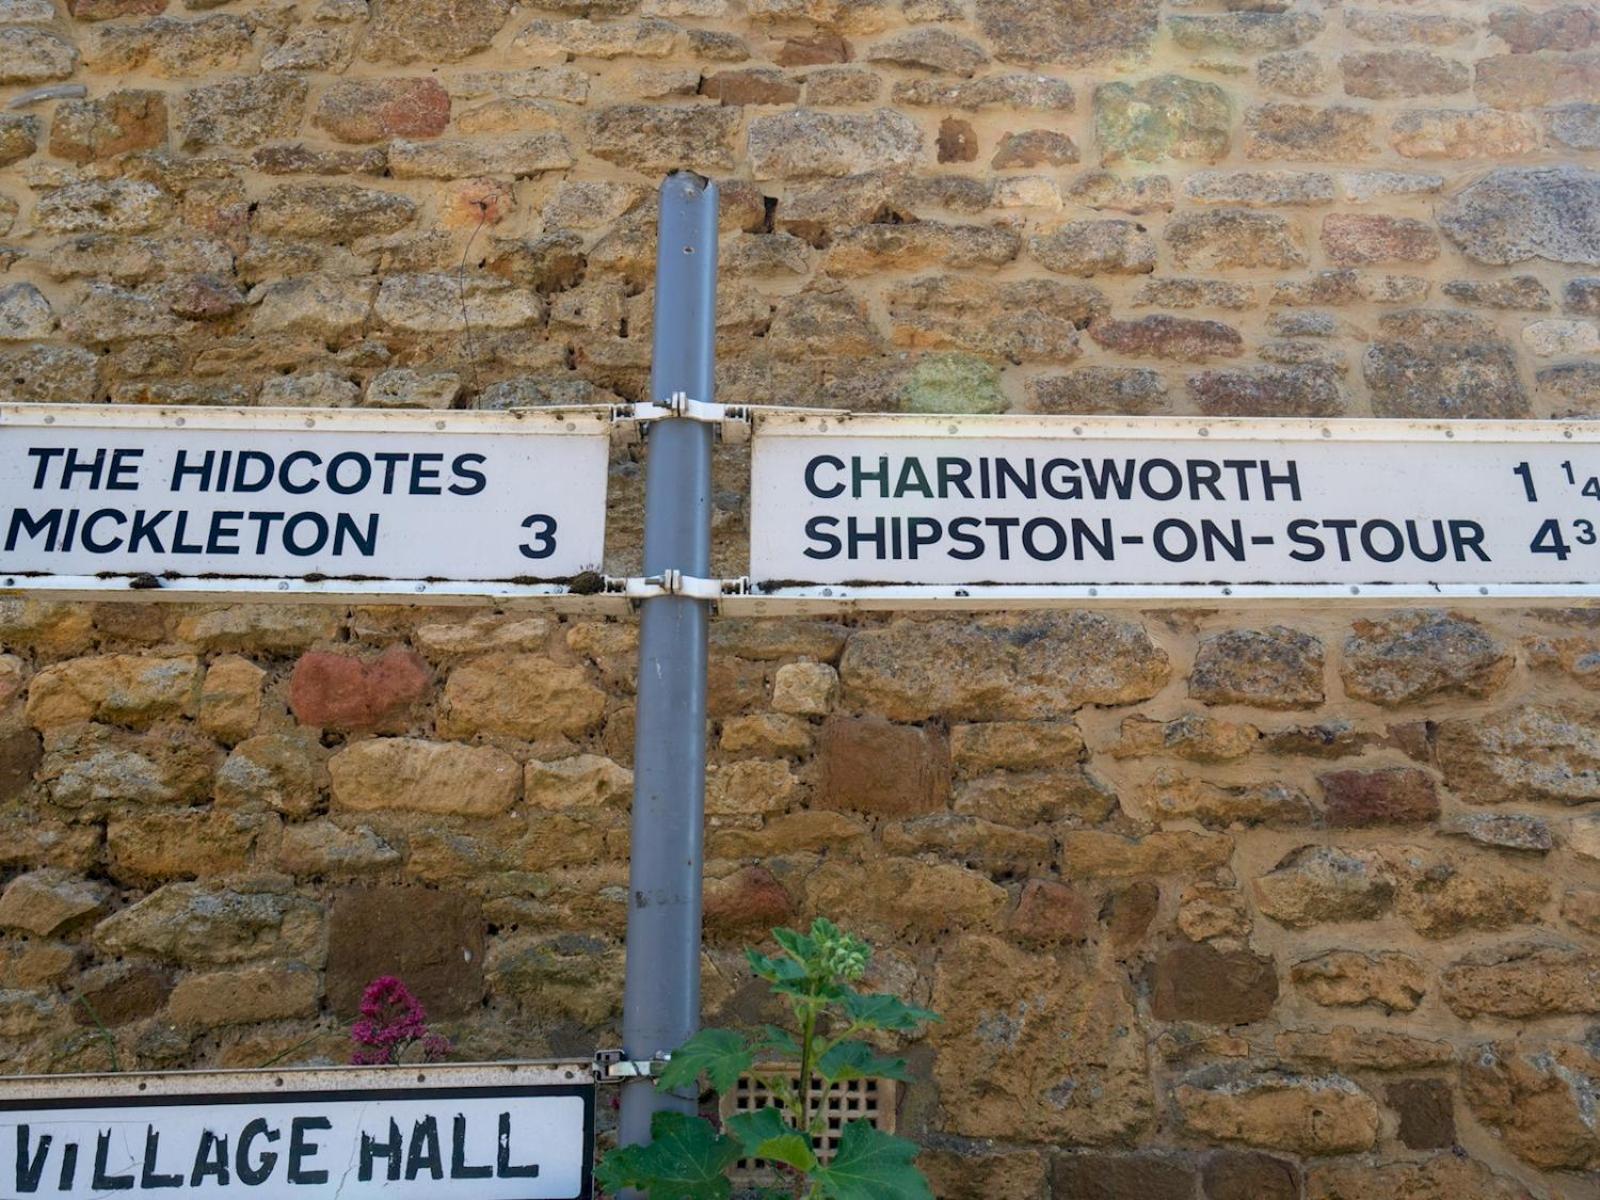 THE HIDCOTES
MICKLETON 3
CHARINGWORTH 1 1/4
SHIPSTON-ON-STOUR 4 3
VILLAGE HALL